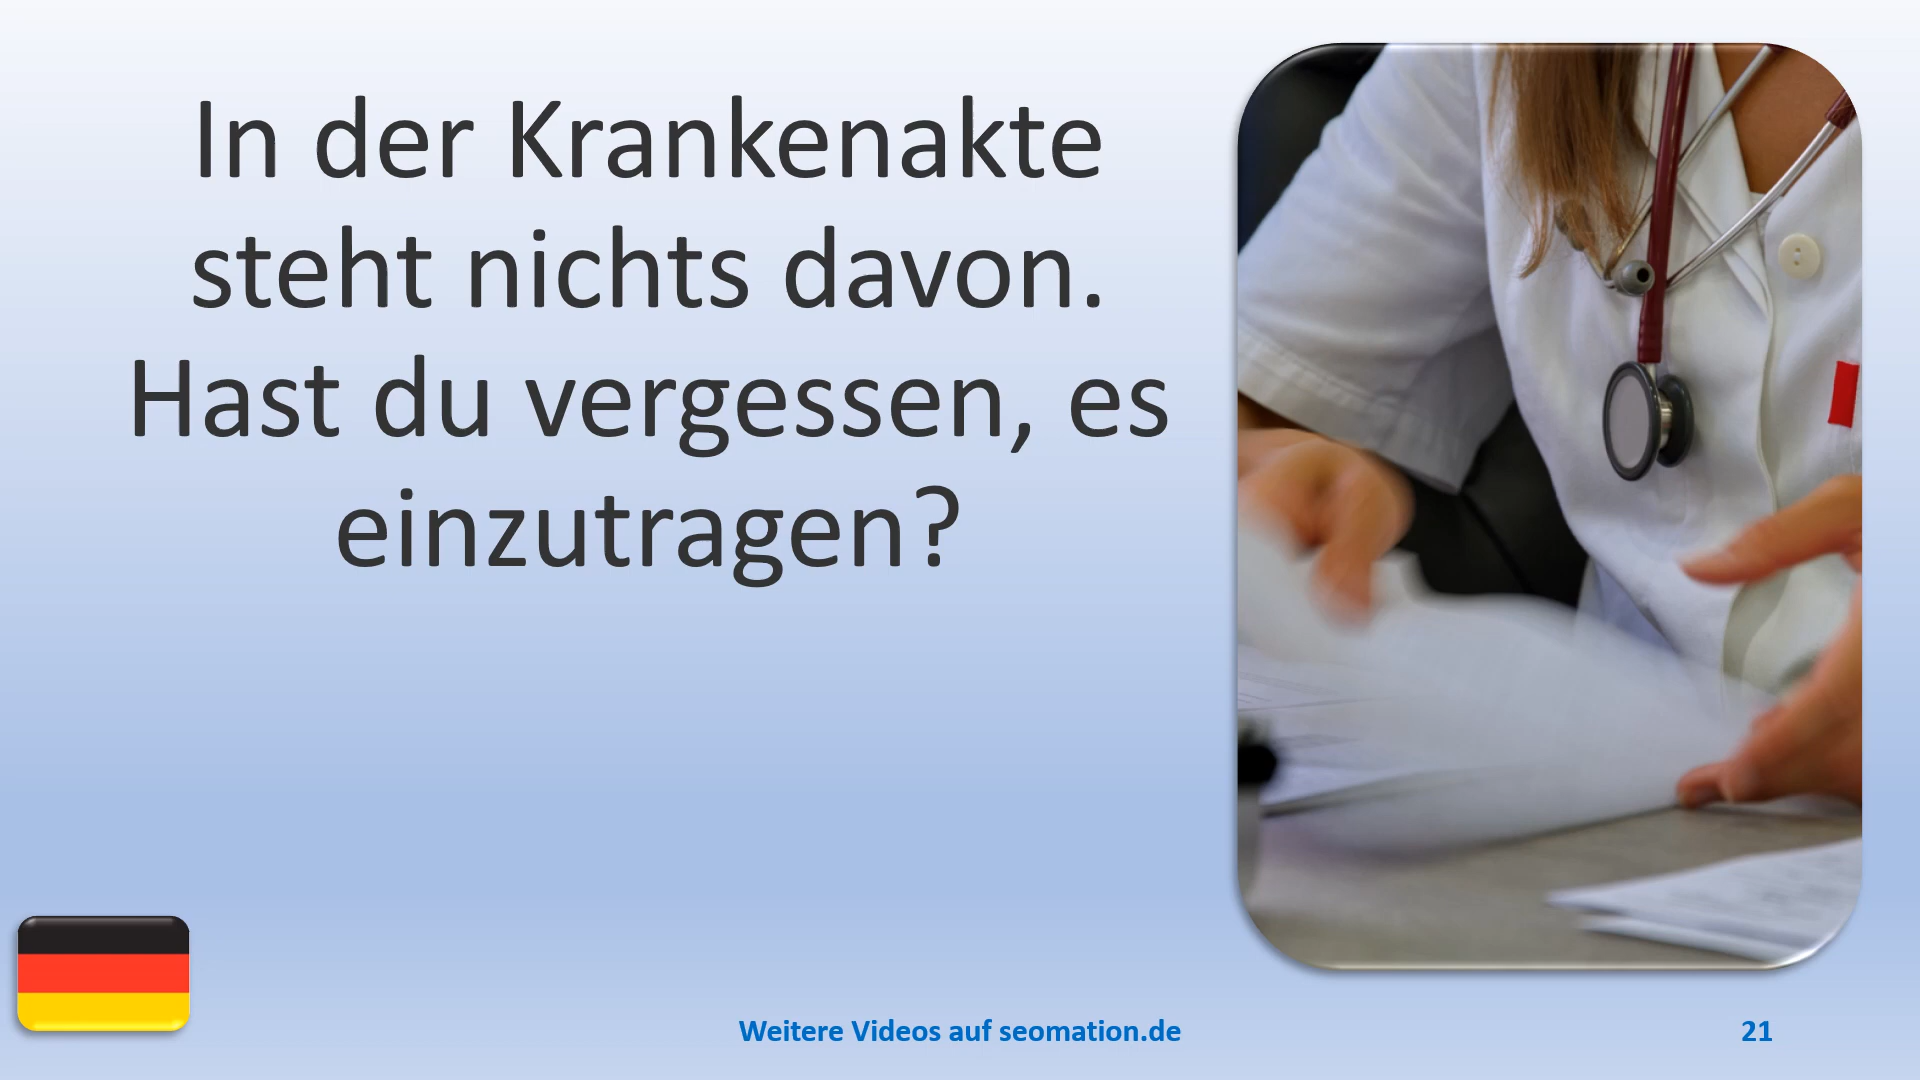 In der Krankenakte
steht nichts davon.
Hast du vergessen, es
einzutragen?
Weitere Videos auf seomation.de
21